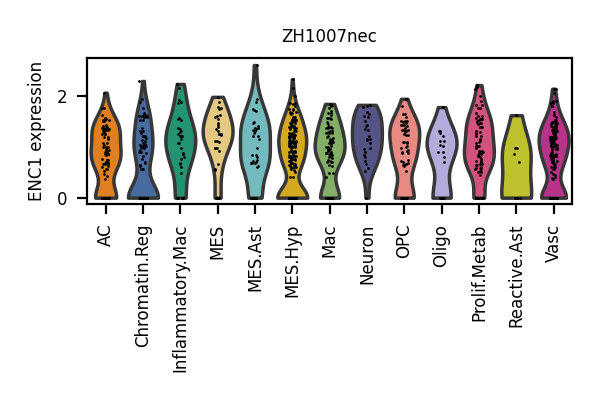 ZH1007nec
ENC1 expression
2
0
AC
Chromatin.Reg
Inflammatory.Mac
MES
MES.Ast
MES.Hyp
Mac
Neuron
OPC
Oligo
Prolif.Metab
Reactive.Ast
Vasc